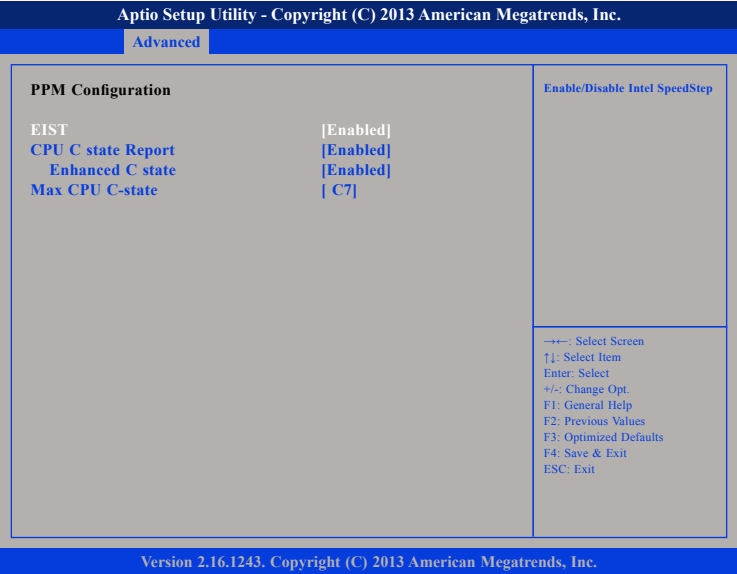 Aptio Setup Utility - Copyright (C) 2013 American Megatrends, Inc.
Advanced
PPM Configuration
EIST [Enabled]
CPU C state Report [Enabled]
Enhanced C state [Enabled]
Max CPU C-state [ C7]
Enable/Disable Intel SpeedStep
→←: Select Screen
↑↓: Select Item
Enter: Select
+/-: Change Opt.
F1: General Help
F2: Previous Values
F3: Optimized Defaults
F4: Save & Exit
ESC: Exit
Version 2.16.1243. Copyright (C) 2013 American Megatrends, Inc.